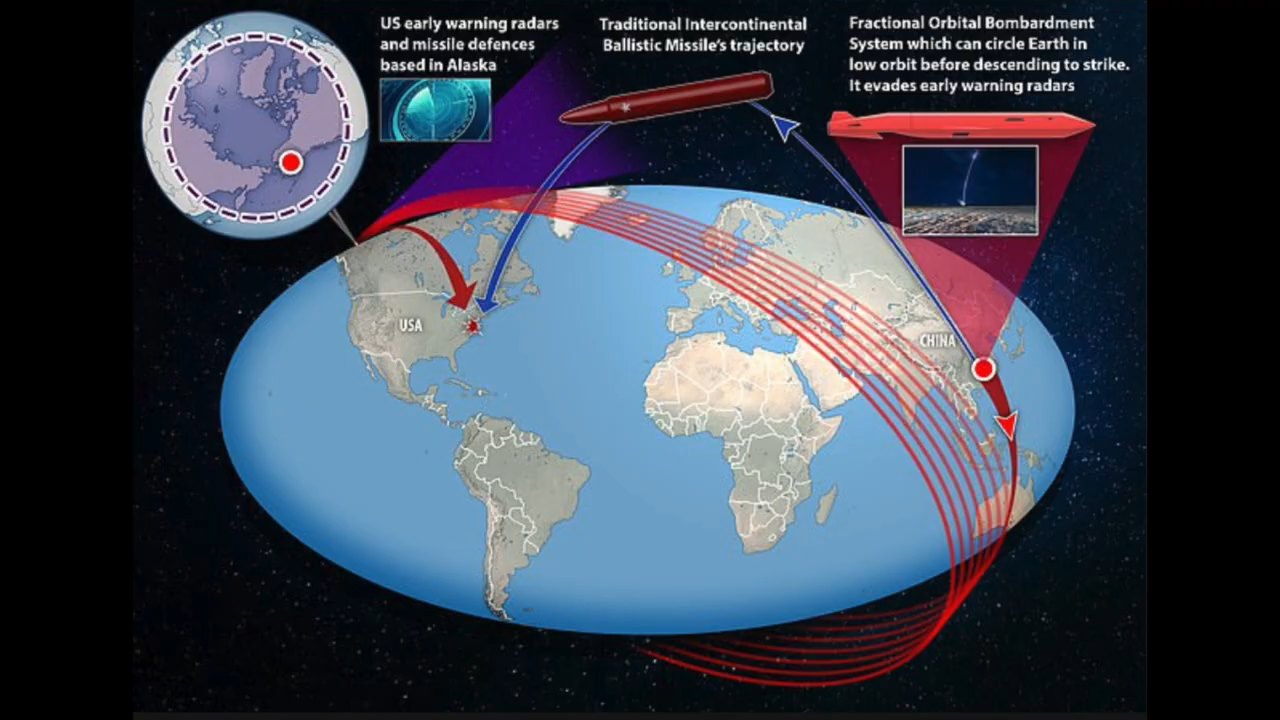 US early warning radars
and missile defences
based in Alaska
Traditional Intercontinental
Ballistic Missile's trajectory
Fractional Orbital Bombardment
System which can circle Earth in
low orbit before descending to strike.
It evades early warning radars
USA
CHINA